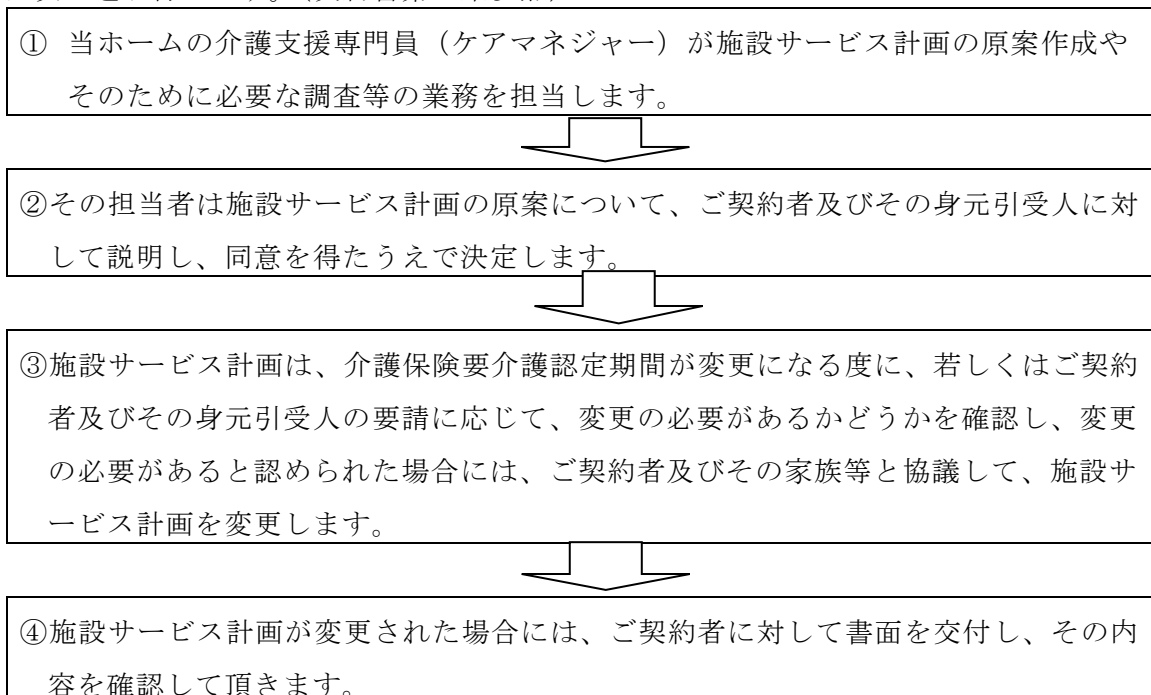 ① 当ホームの介護支援専門員(ケアマネジャー)が施設サービス計画の原案作成や
そのために必要な調査等の業務を担当します。
②その担当者は施設サービス計画の原案について、ご契約者及びその身元引受人に対
して説明し、同意を得たうえで決定します。
③施設サービス計画は、介護保険要介護認定期間が変更になる度に、若しくはご契約
者及びその身元引受人の要請に応じて、変更の必要があるかどうかを確認し、変更
の必要があると認められた場合には、ご契約者及びその家族等と協議して、施設サ
ービス計画を変更します。
④施設サービス計画が変更された場合には、ご契約者に対して書面を交付し、その内
容を確認して頂きます。